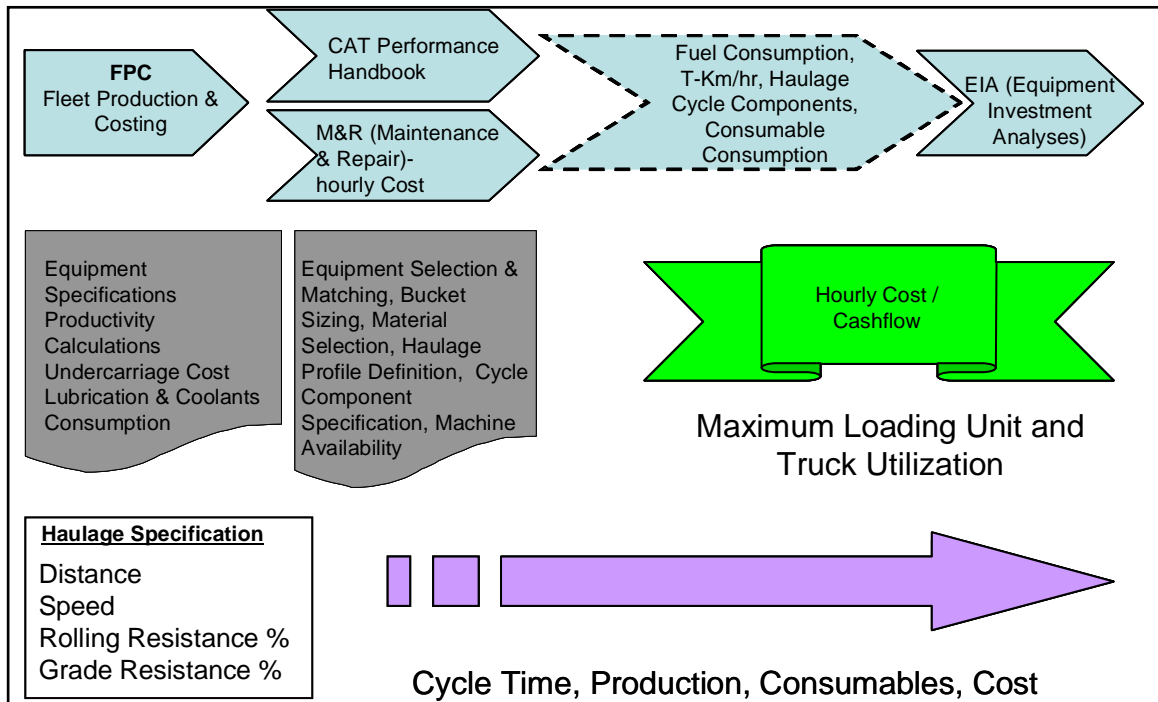 FPC
Fleet Production &
Costing
CAT Performance
Handbook
M&R (Maintenance
& Repair)-
hourly Cost
Fuel Consumption,
T-Km/hr, Haulage
Cycle Components,
Consumable
Consumption
EIA (Equipment
Investment
Analyses)
Equipment
Specifications
Productivity
Calculations
Undercarriage Cost
Lubrication & Coolants
Consumption
Equipment Selection &
Matching, Bucket
Sizing, Material
Selection, Haulage
Profile Definition, Cycle
Component
Specification, Machine
Availability
Hourly Cost /
Cashflow
Maximum Loading Unit and
Truck Utilization
Haulage Specification
Distance
Speed
Rolling Resistance %
Grade Resistance %
Cycle Time, Production, Consumables, Cost